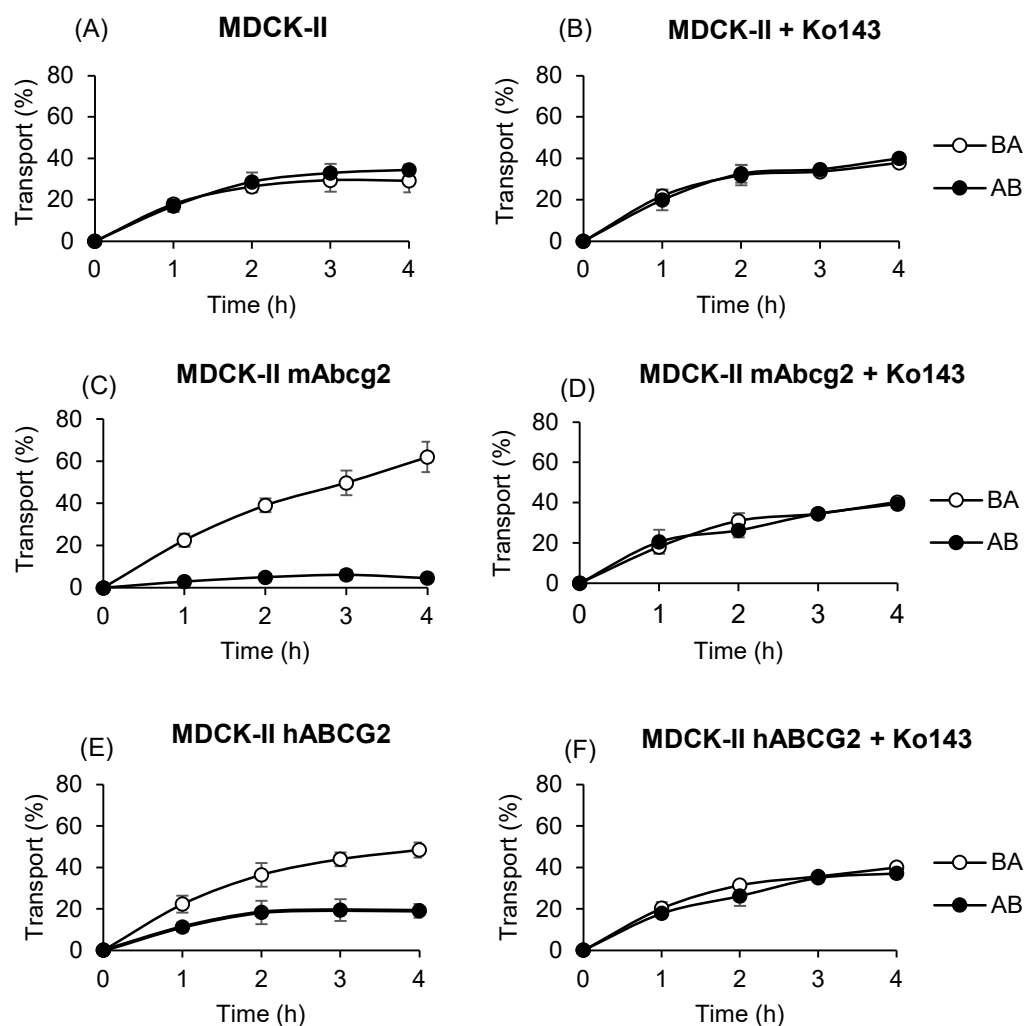 (A) MDCK-II
80
60
40
20
0
Transport (%)
0 1 2 3 4
Time (h)
(B) MDCK-II + Ko143
80
60
40
20
0
Transport (%)
0 1 2 3 4
Time (h)
BA
AB
(C) MDCK-II mAbcg2
80
60
40
20
0
Transport (%)
0 1 2 3 4
Time (h)
(D) MDCK-II mAbcg2 + Ko143
80
60
40
20
0
Transport (%)
0 1 2 3 4
Time (h)
BA
AB
(E) MDCK-II hABCG2
80
60
40
20
0
Transport (%)
0 1 2 3 4
Time (h)
(F) MDCK-II hABCG2 + Ko143
80
60
40
20
0
Transport (%)
0 1 2 3 4
Time (h)
BA
AB